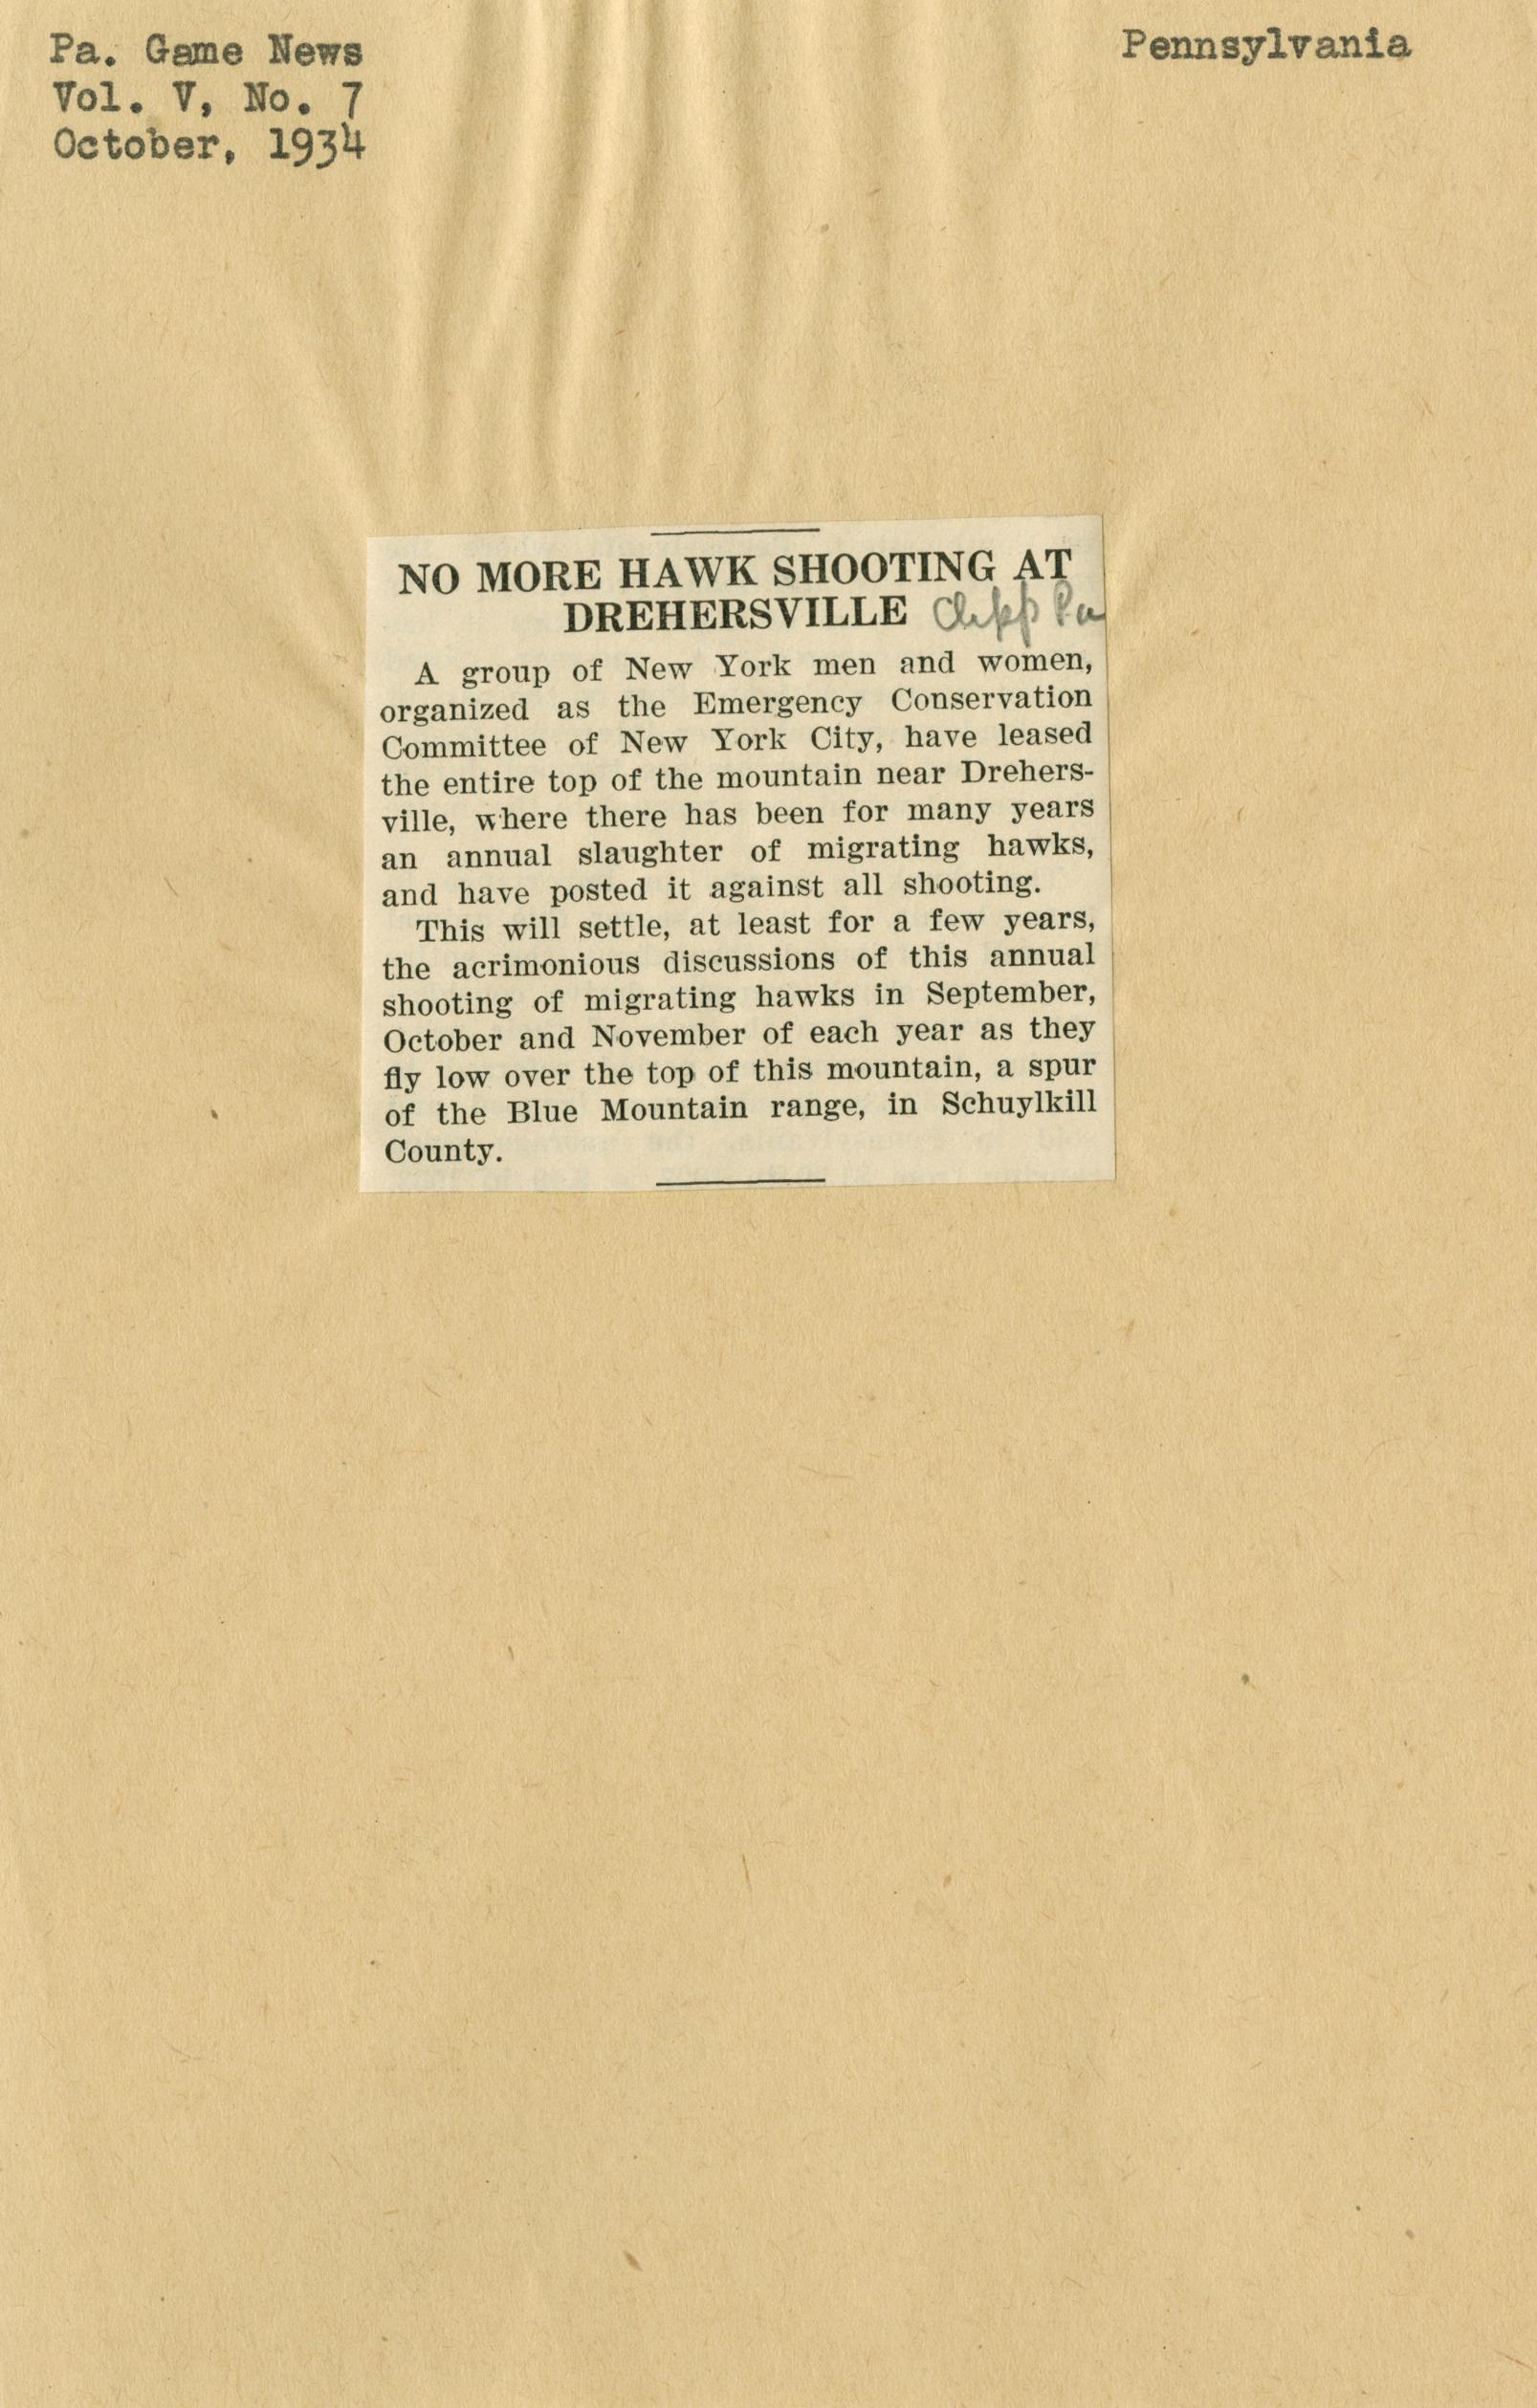 Pa. Game News
Vol. V, No. 7
October, 1934
Pennsylvania
NO MORE HAWK SHOOTING AT
DREHERSVILLE
A group of New York men and women,
organized as the Emergency Conservation
Committee of New York City, have leased
the entire top of the mountain near Drehers-
ville, where there has been for many years
an annual slaughter of migrating hawks,
and have posted it against all shooting.
This will settle, at least for a few years,
the acrimonious discussions of this annual
shooting of migrating hawks in September,
October and November of each year as they
fly low over the top of this mountain, a spur
of the Blue Mountain range, in Schuylkill
County.